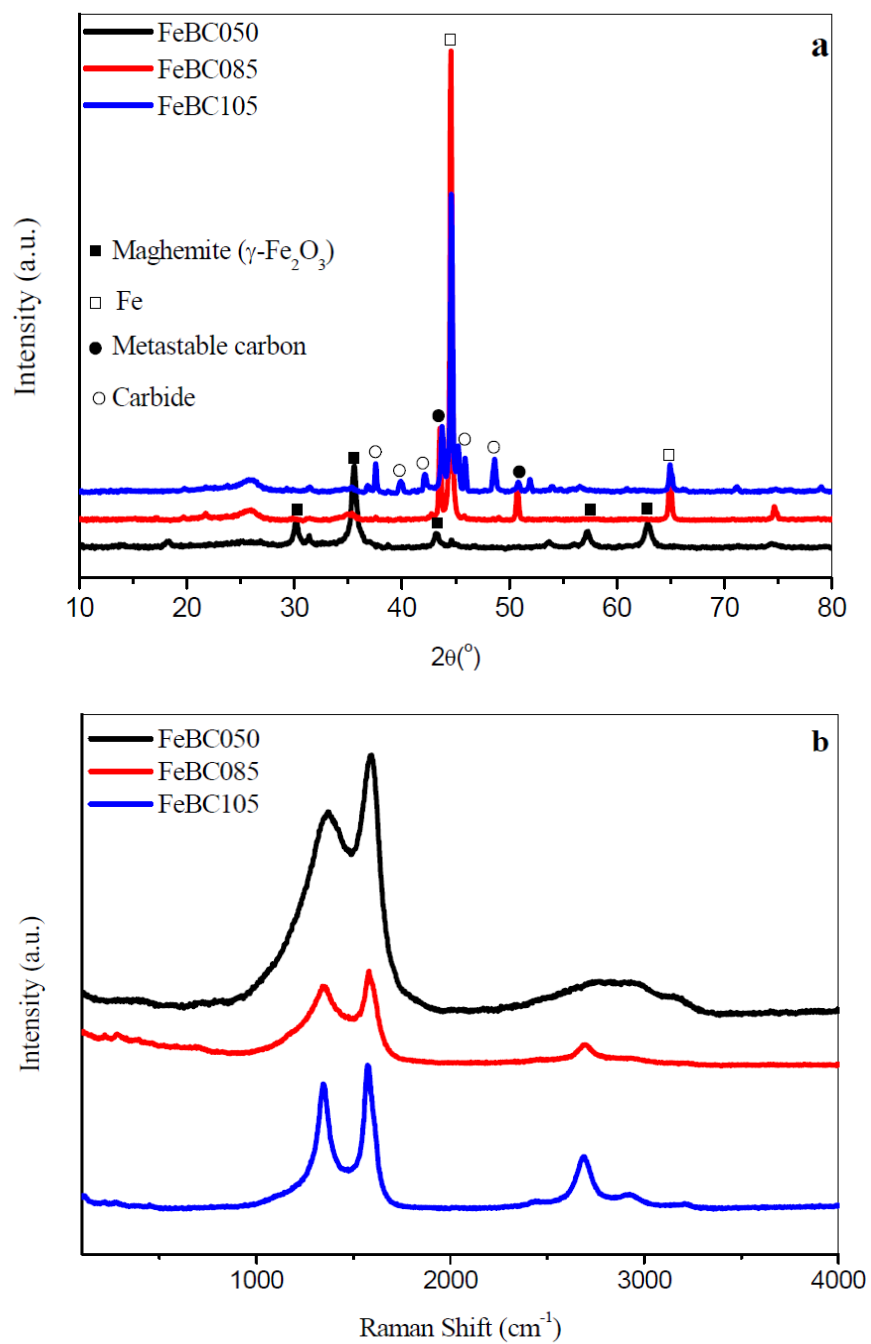 a
FeBC050
FeBC085
FeBC105
Maghemite (γ-Fe₂O₃)
Fe
Metastable carbon
Carbide
Intensity (a.u.)
10 20 30 40 50 60 70 80
2θ(°)
b
FeBC050
FeBC085
FeBC105
Intensity (a.u.)
1000 2000 3000 4000
Raman Shift (cm⁻¹)